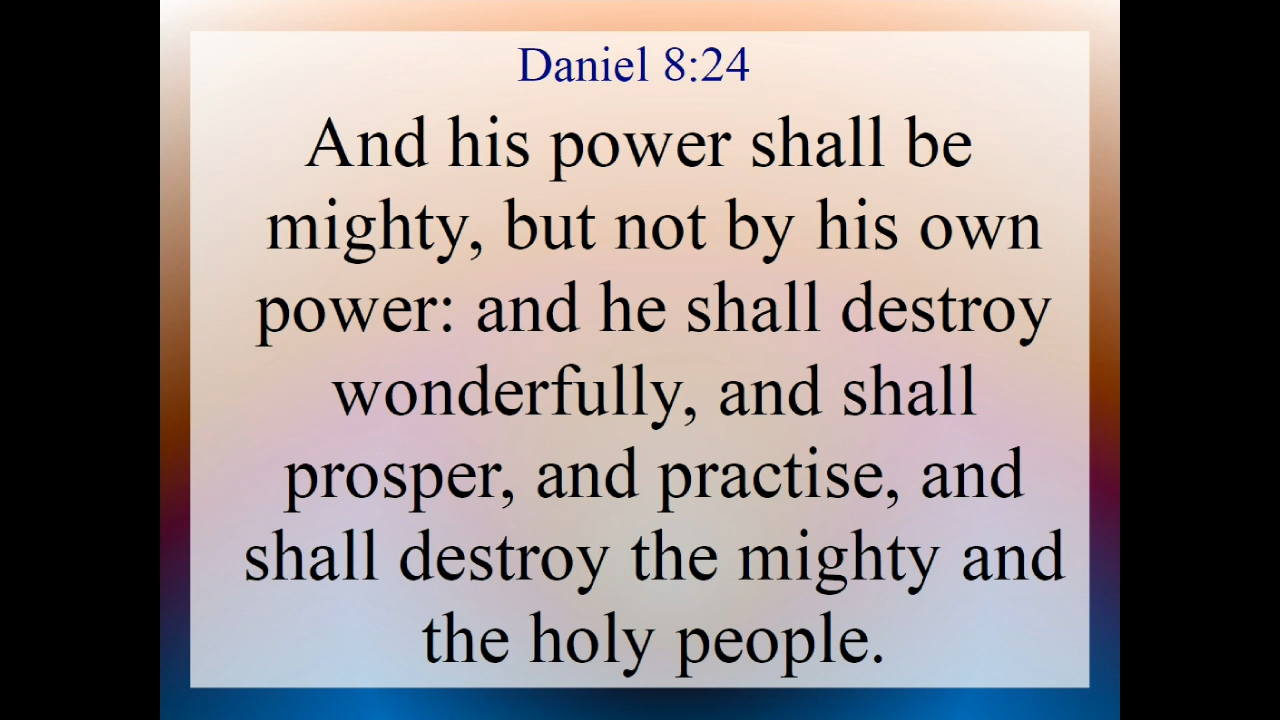 Daniel 8:24
And his power shall be
mighty, but not by his own
power: and he shall destroy
wonderfully, and shall
prosper, and practise, and
shall destroy the mighty and
the holy people.